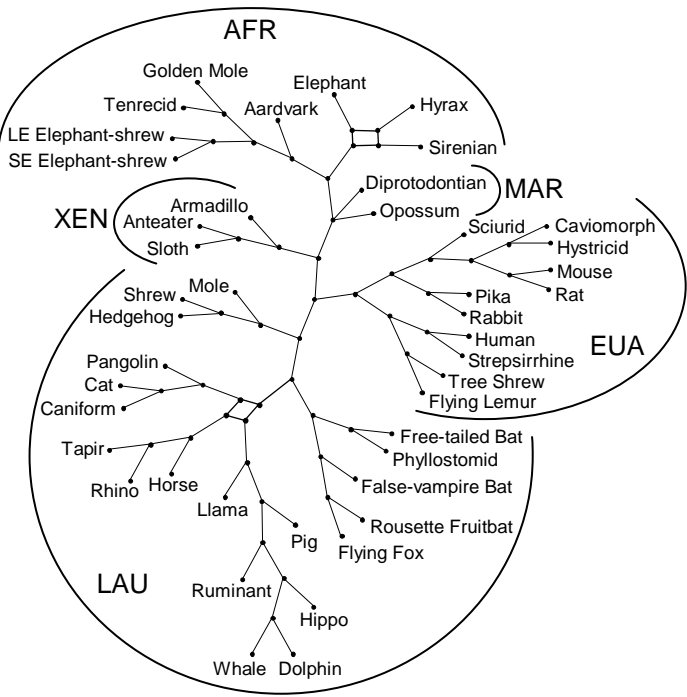 AFR
Golden Mole
Elephant
Tenrecid
Aardvark
Hyrax
LE Elephant-shrew
SE Elephant-shrew
Sirenian
Diprotodontian
MAR
Opossum
XEN
Armadillo
Anteater
Sloth
Sciurid
Caviomorph
Hystricid
Mouse
Rat
Pika
Rabbit
Human
Strepsirrhine
Tree Shrew
Flying Lemur
EUA
Mole
Shrew
Hedgehog
Pangolin
Cat
Caniform
Tapir
Rhino
Horse
Llama
Pig
Free-tailed Bat
Phyllostomid
False-vampire Bat
Rousette Fruitbat
Flying Fox
LAU
Ruminant
Hippo
Whale
Dolphin